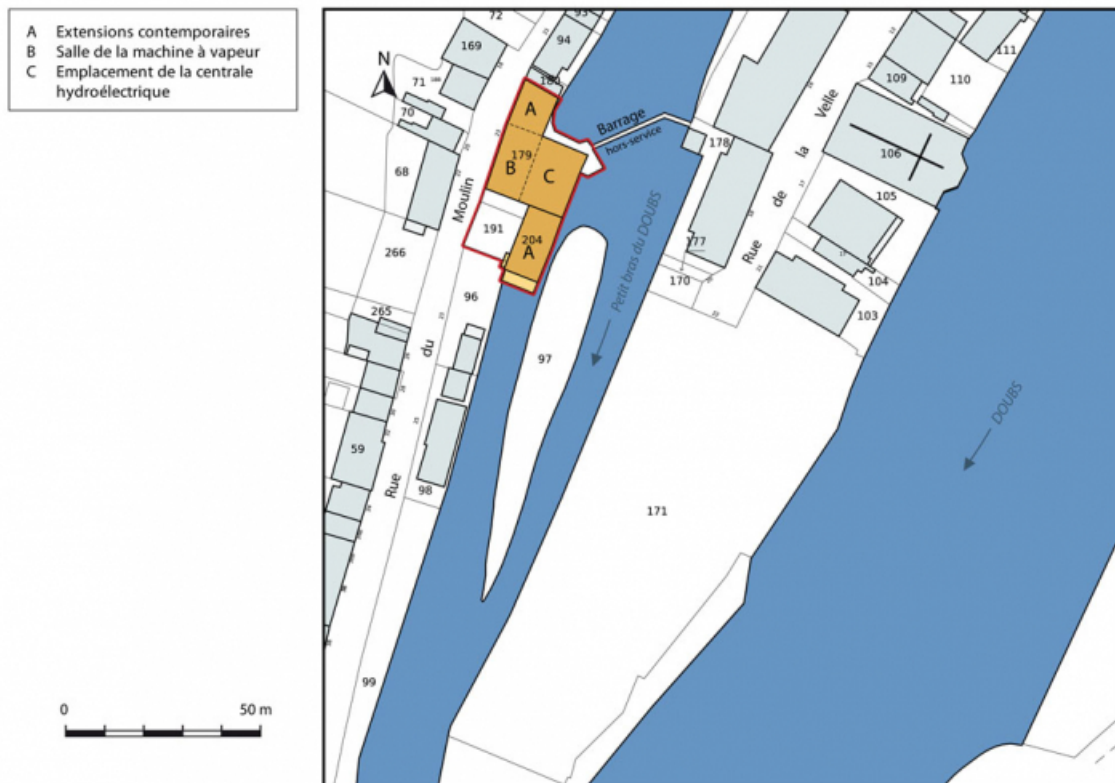 A Extensions contemporaires
B Salle de la machine à vapeur
C Emplacement de la centrale
hydroélectrique
N
72
93
94
169
111
71
180
109
110
A
Barrage
hors-service
Velle
70
179
178
106
68
B
C
la
Moulin
105
191
de
204
A
177
266
Rue
170
104
96
Petit bras du DOUBS
103
265
du
97
DOUBS
59
Rue
98
171
99
0
50 m